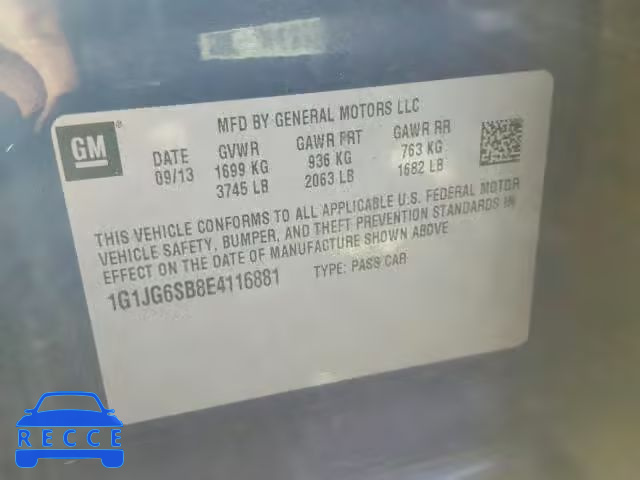 MFD BY GENERAL MOTORS LLC
GM®
DATE GVWR GAWR FRT GAWR RR
09/13 1699 KG 936 KG 763 KG
3745 LB 2063 LB 1682 LB
THIS VEHICLE CONFORMS TO ALL APPLICABLE U.S. FEDERAL MOTOR
VEHICLE SAFETY, BUMPER, AND THEFT PREVENTION STANDARDS IN
EFFECT ON THE DATE OF MANUFACTURE SHOWN ABOVE
1G1JG6SB8E4116881 TYPE: PASS CAR
RECCE